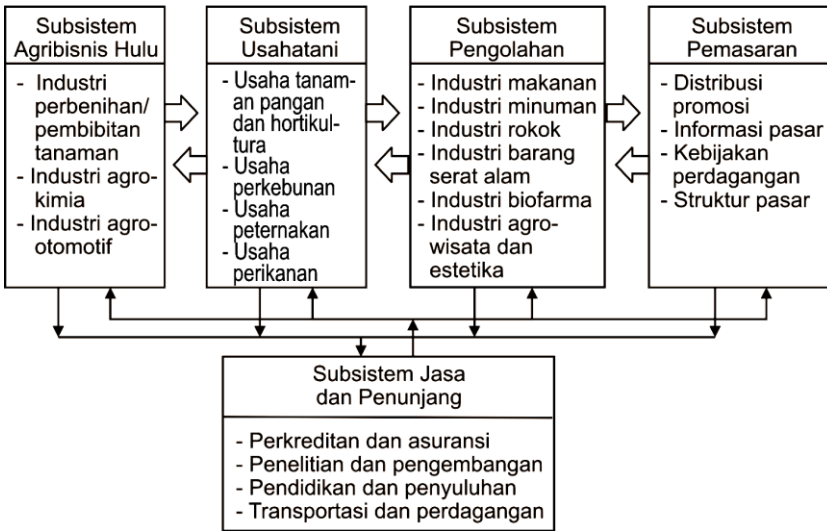 Subsistem
Agribisnis Hulu
- Industri
perbenihan/
pembibitan
tanaman
- Industri agro-
kimia
- Industri agro-
otomotif
Subsistem
Usahatani
- Usaha tanam-
an pangan
dan hortikul-
tura
- Usaha
perkebunan
- Usaha
peternakan
- Usaha
perikanan
Subsistem
Pengolahan
- Industri makanan
- Industri minuman
- Industri rokok
- Industri barang
serat alam
- Industri biofarma
- Industri agro-
wisata dan
estetika
Subsistem
Pemasaran
- Distribusi
promosi
- Informasi pasar
- Kebijakan
perdagangan
- Struktur pasar
Subsistem Jasa
dan Penunjang
- Perkreditan dan asuransi
- Penelitian dan pengembangan
- Pendidikan dan penyuluhan
- Transportasi dan perdagangan